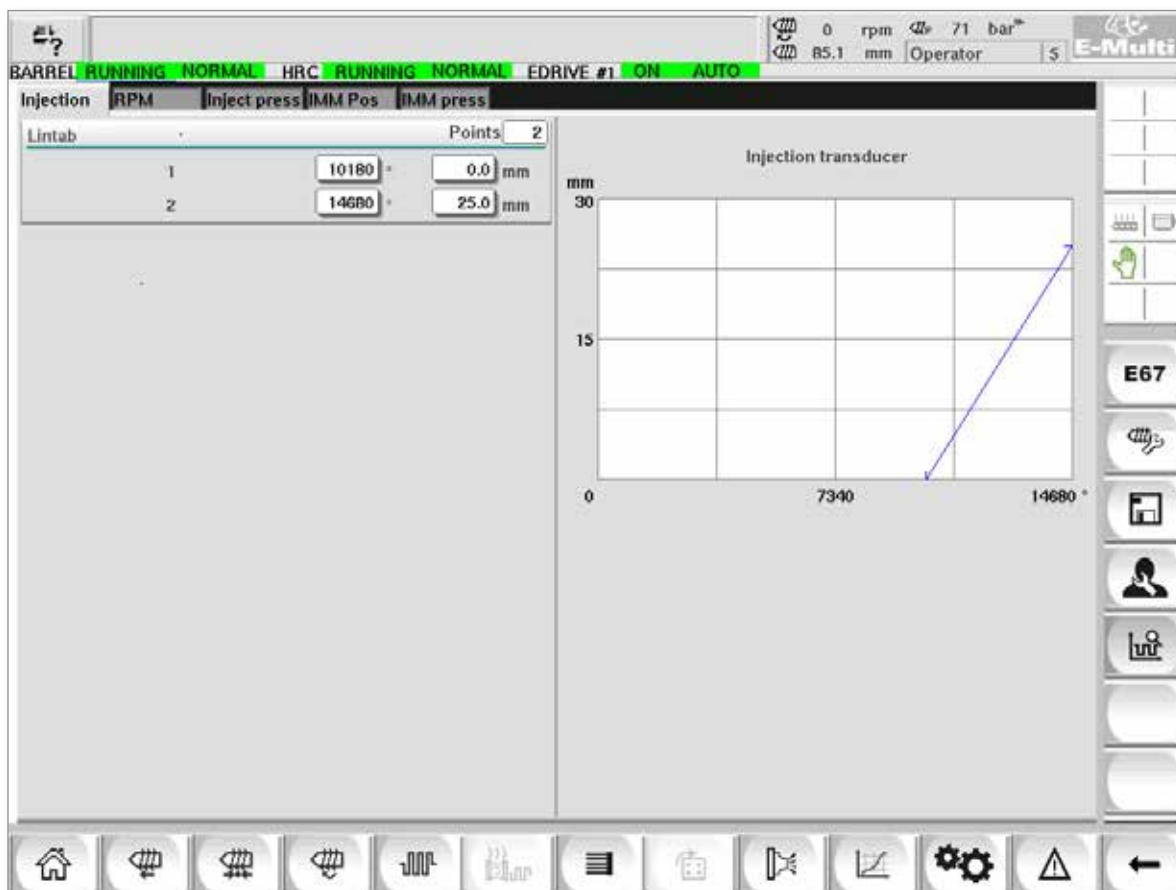 ?
0 rpm 71 bar
85.1 mm Operator 5
E-Multi
BARREL RUNNING NORMAL HRC RUNNING NORMAL EDRIVE #1 ON AUTO
Injection RPM Inject press IMM Pos IMM press
Lintab Points 2
1 10180 ° 0.0 mm
2 14680 ° 25.0 mm
Injection transducer
mm
30
15
0 7340 14680 °
E67